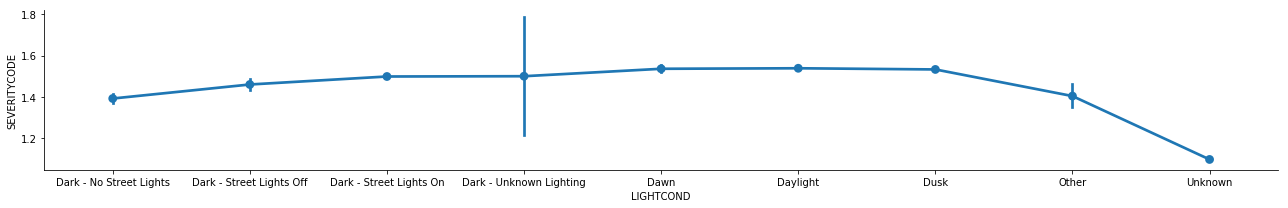 1.8
1.6
1.4
1.2
SEVERITYCODE
Dark - No Street Lights
Dark - Street Lights Off
Dark - Street Lights On
Dark - Unknown Lighting
Dawn
Daylight
Dusk
Other
Unknown
LIGHTCOND